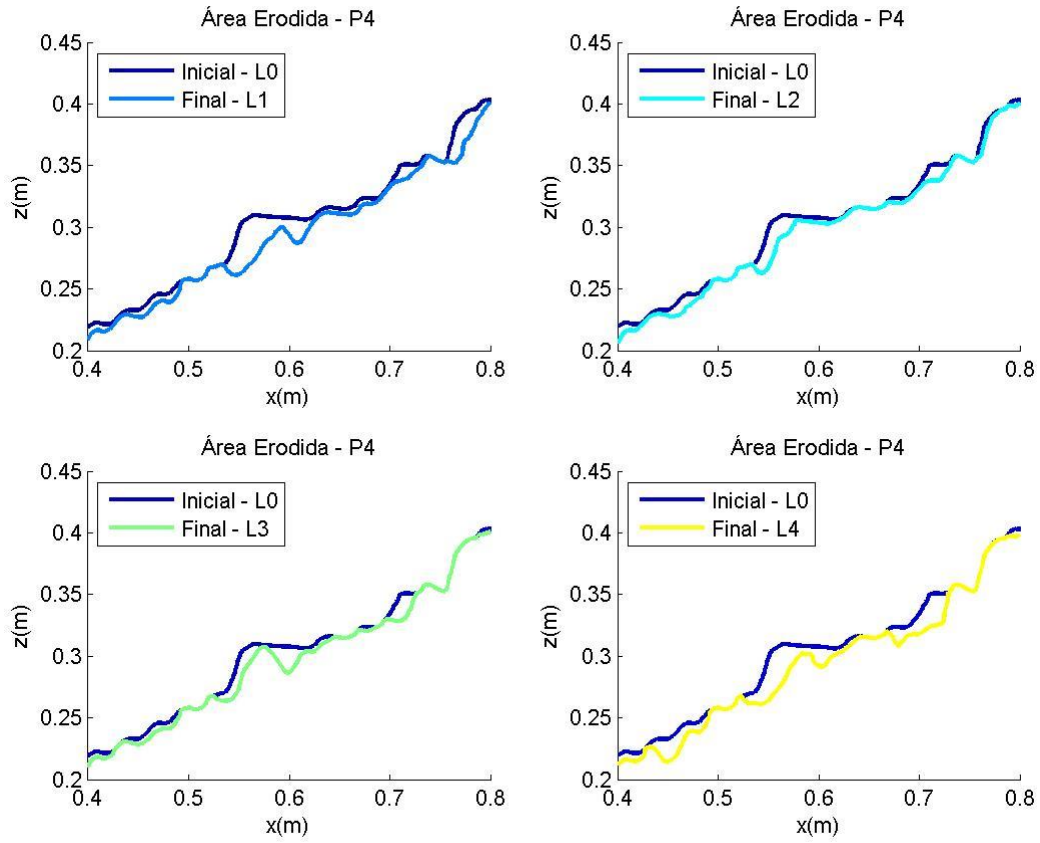 Área Erodida - P4
0.45
0.4
0.35
0.3
0.25
0.2
z(m)
Inicial - L0
Final - L1
0.4 0.5 0.6 0.7 0.8
x(m)
Área Erodida - P4
0.45
0.4
0.35
0.3
0.25
0.2
z(m)
Inicial - L0
Final - L2
0.4 0.5 0.6 0.7 0.8
x(m)
Área Erodida - P4
0.45
0.4
0.35
0.3
0.25
0.2
z(m)
Inicial - L0
Final - L3
0.4 0.5 0.6 0.7 0.8
x(m)
Área Erodida - P4
0.45
0.4
0.35
0.3
0.25
0.2
z(m)
Inicial - L0
Final - L4
0.4 0.5 0.6 0.7 0.8
x(m)